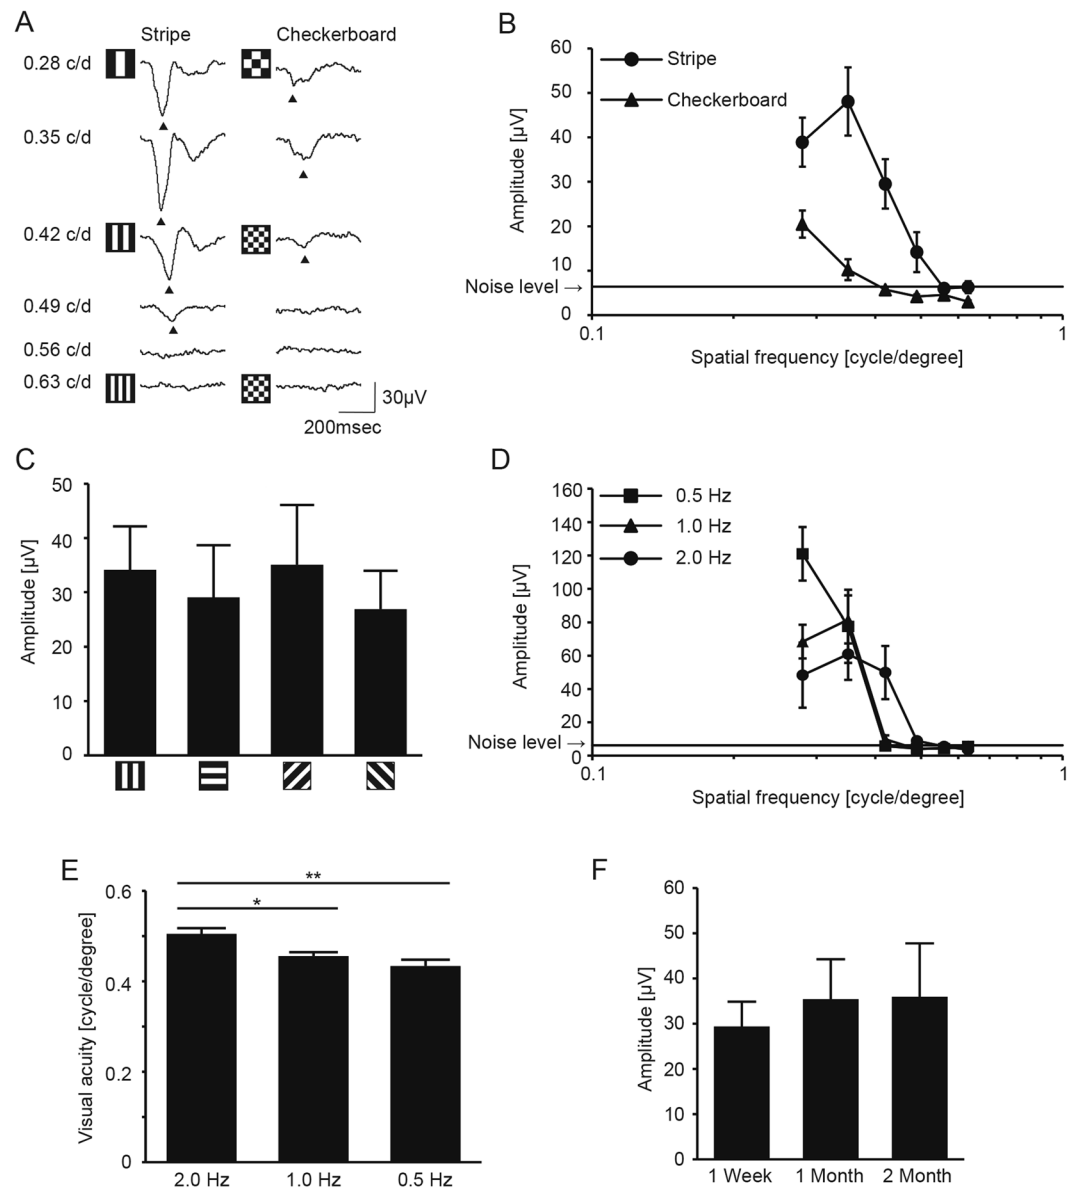 A
Stripe Checkerboard
0.28 c/d
0.35 c/d
0.42 c/d
0.49 c/d
0.56 c/d
0.63 c/d
30μV
200msec
B
60
50
40
30
20
10
0
Amplitude [μV]
Stripe
Checkerboard
Noise level →
0.1 1
Spatial frequency [cycle/degree]
C
50
40
30
20
10
0
Amplitude [μV]
D
160
140
120
100
80
60
40
20
0
Amplitude [μV]
0.5 Hz
1.0 Hz
2.0 Hz
Noise level →
0.1 1
Spatial frequency [cycle/degree]
E
0.6
0.4
0.2
0
Visual acuity [cycle/degree]
**
*
2.0 Hz 1.0 Hz 0.5 Hz
F
60
50
40
30
20
10
0
Amplitude [μV]
1 Week 1 Month 2 Month